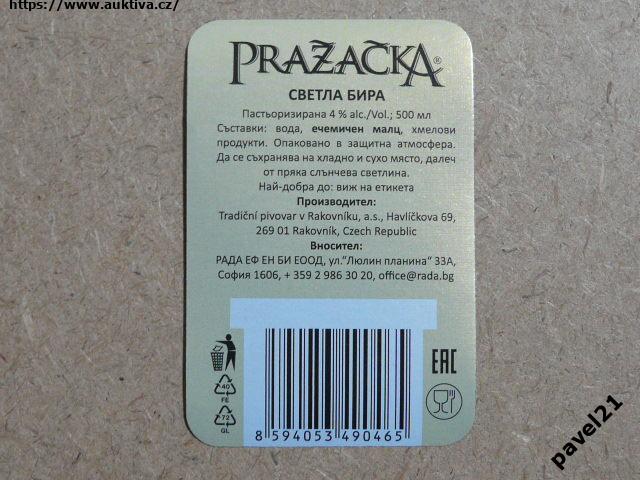 https://www.auktiva.cz/
PRAŽAČKA®
СВЕТЛА БИРА
Пастьоризирана 4 % alc./Vol.; 500 мл
Съставки: вода, ечемичен малц, хмелови
продукти. Опаковано в защитна атмосфера.
Да се съхранява на хладно и сухо място, далеч
от пряка слънчева светлина.
Най-добра до: виж на етикета
Производител:
Tradiční pivovar v Rakovníku, a.s., Havlíčkova 69,
269 01 Rakovník, Czech Republic
Вносител:
РАДА ЕФ ЕН БИ ЕООД, ул.“Люлин планина“ 33А,
София 1606, + 359 2 986 30 20, office@rada.bg
EAC
40
FE
72
GL
8 594053 490465
pavel21